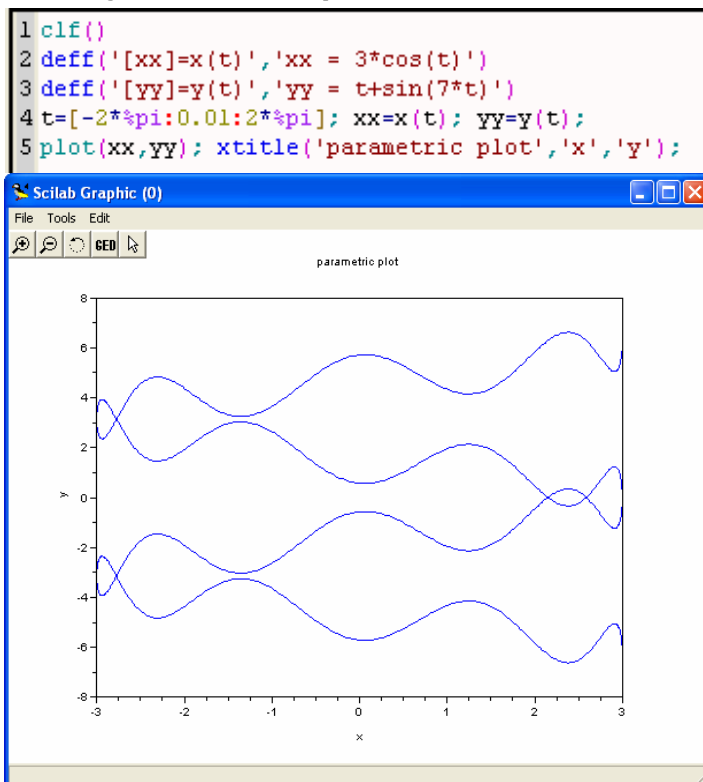 1 clf()
2 deff('[xx]=x(t)','xx = 3*cos(t)')
3 deff('[yy]=y(t)','yy = t+sin(7*t)')
4 t=[-2*%pi:0.01:2*%pi]; xx=x(t); yy=y(t);
5 plot(xx,yy); xtitle('parametric plot','x','y');
Scilab Graphic (0)
File Tools Edit
GED
parametric plot
8
6
4
2
0
-2
-4
-6
-8
y
-3 -2 -1 0 1 2 3
x